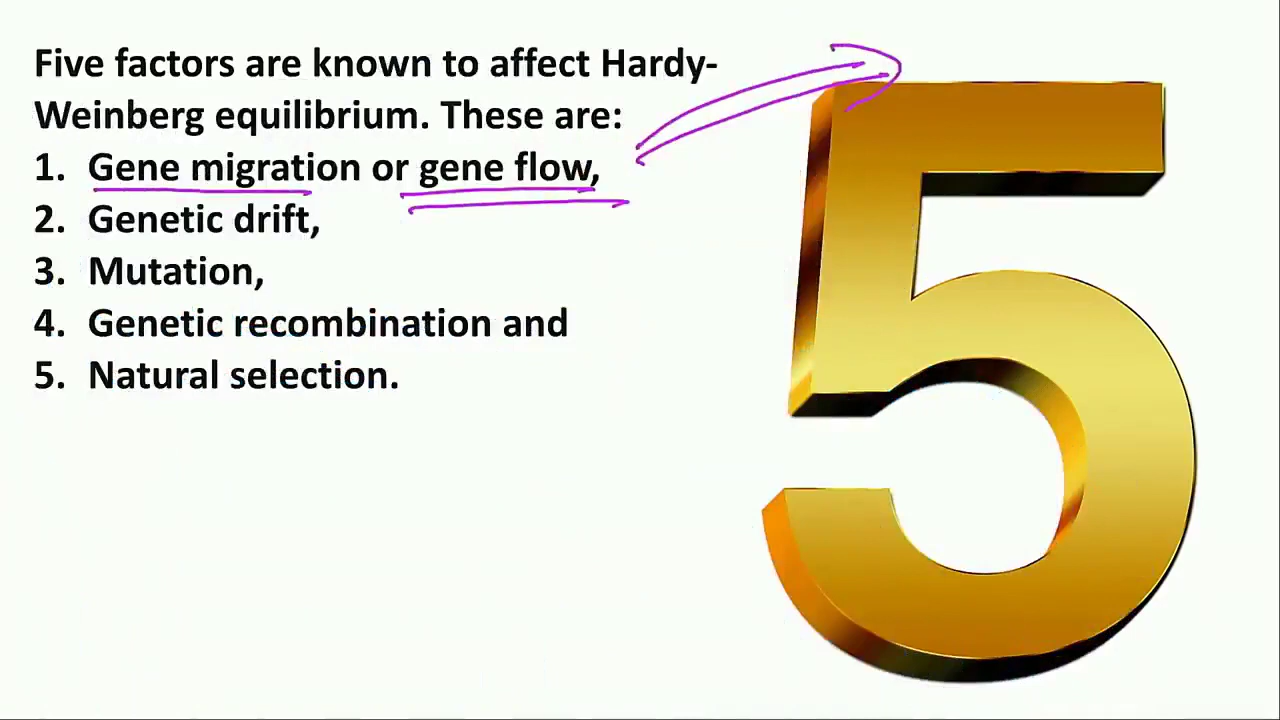 Five factors are known to affect Hardy-
Weinberg equilibrium. These are:
1. Gene migration or gene flow,
2. Genetic drift,
3. Mutation,
4. Genetic recombination and
5. Natural selection.
5